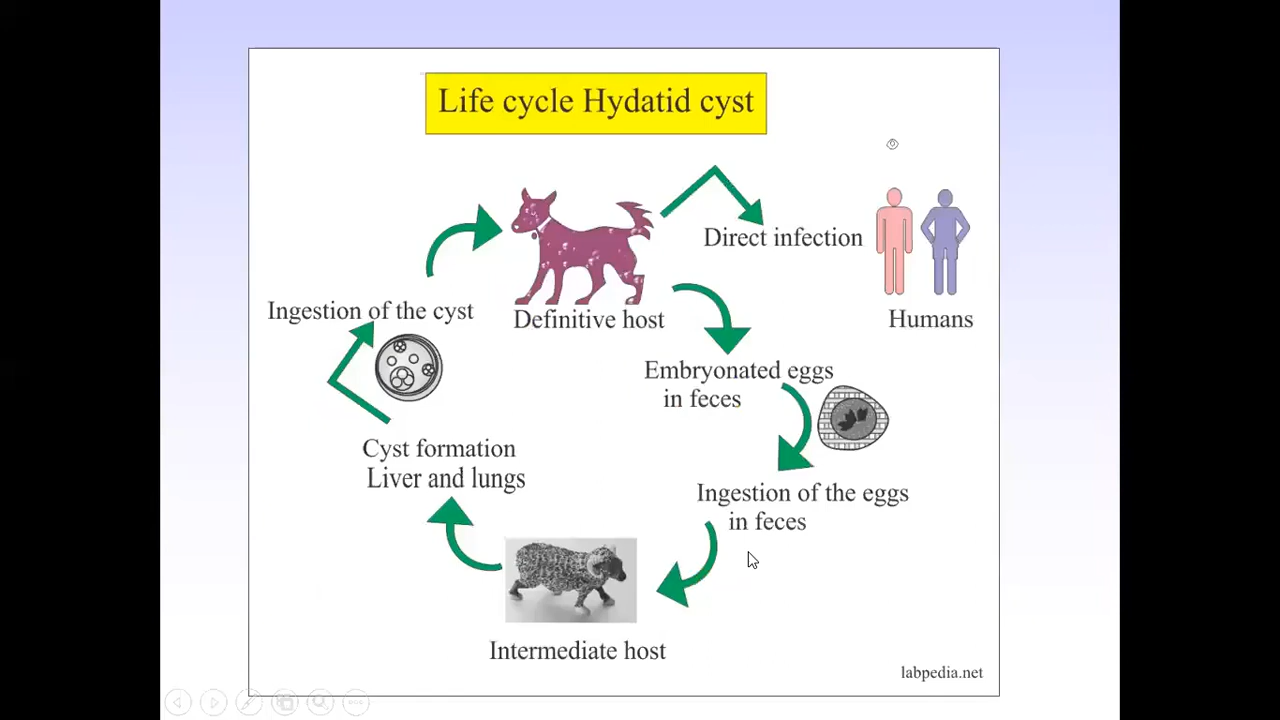 Life cycle Hydatid cyst
Direct infection
Ingestion of the cyst
Definitive host
Humans
Embryonated eggs
in feces
Cyst formation
Liver and lungs
Ingestion of the eggs
in feces
Intermediate host
labpedia.net